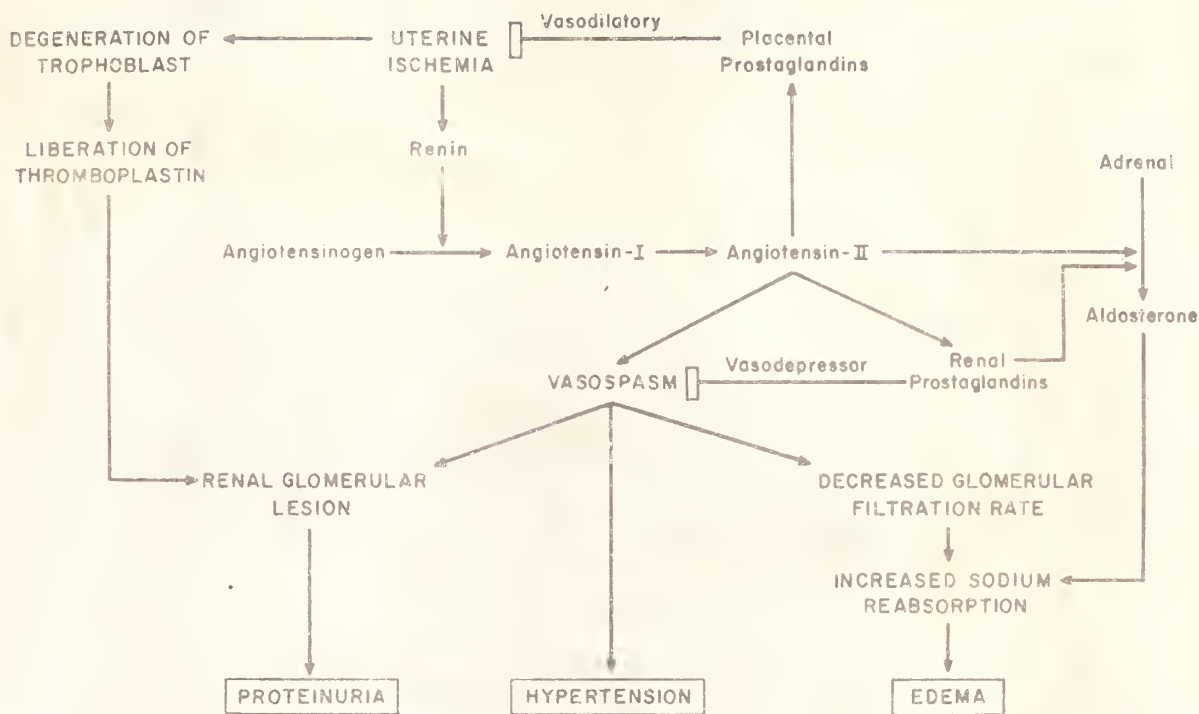 Vasodilatory
DEGENERATION OF
TROPHOBLAST
UTERINE
ISCHEMIA
Placental
Prostaglandins
LIBERATION OF
THROMBOPLASTIN
Renin
Adrenal
Angiotensinogen
Angiotensin-I
Angiotensin-II
Aldosterone
VASOSPASM
Vasodepressor
Renal
Prostaglandins
RENAL GLOMERULAR
LESION
DECREASED GLOMERULAR
FILTRATION RATE
INCREASED SODIUM
REABSORPTION
PROTEINURIA
HYPERTENSION
EDEMA